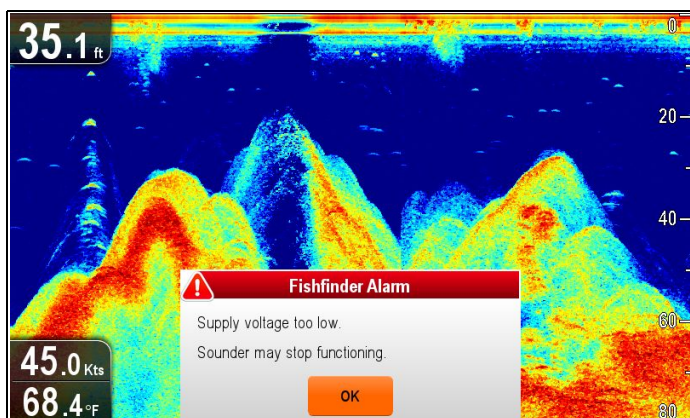 35.1 ft
0
20
40
Fishfinder Alarm
Supply voltage too low.
60
Sounder may stop functioning.
45.0 Kts
OK
68.4°F
80